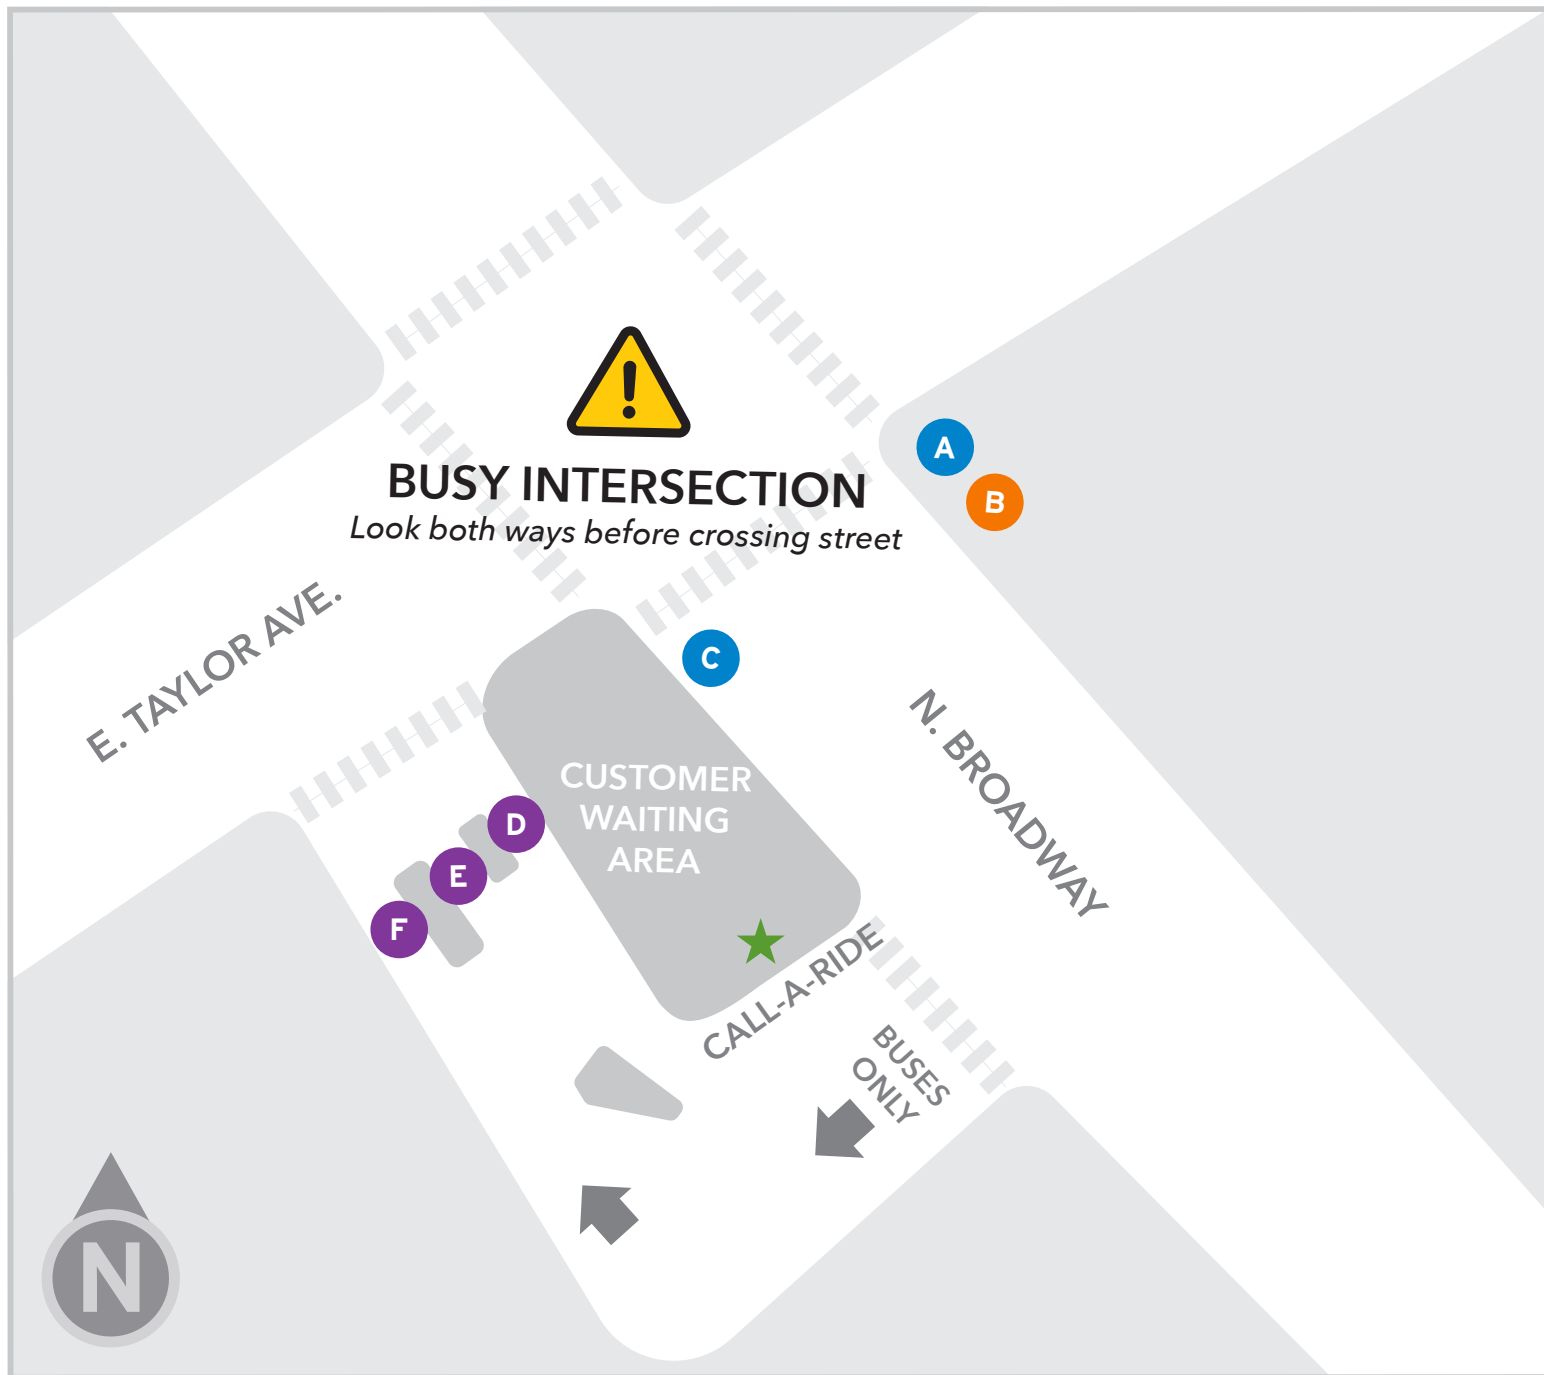 A
B
BUSY INTERSECTION
Look both ways before crossing street
E. TAYLOR AVE.
C
N. BROADWAY
CUSTOMER
WAITING
AREA
D
E
F
CALL-A-RIDE
BUSES
ONLY
N